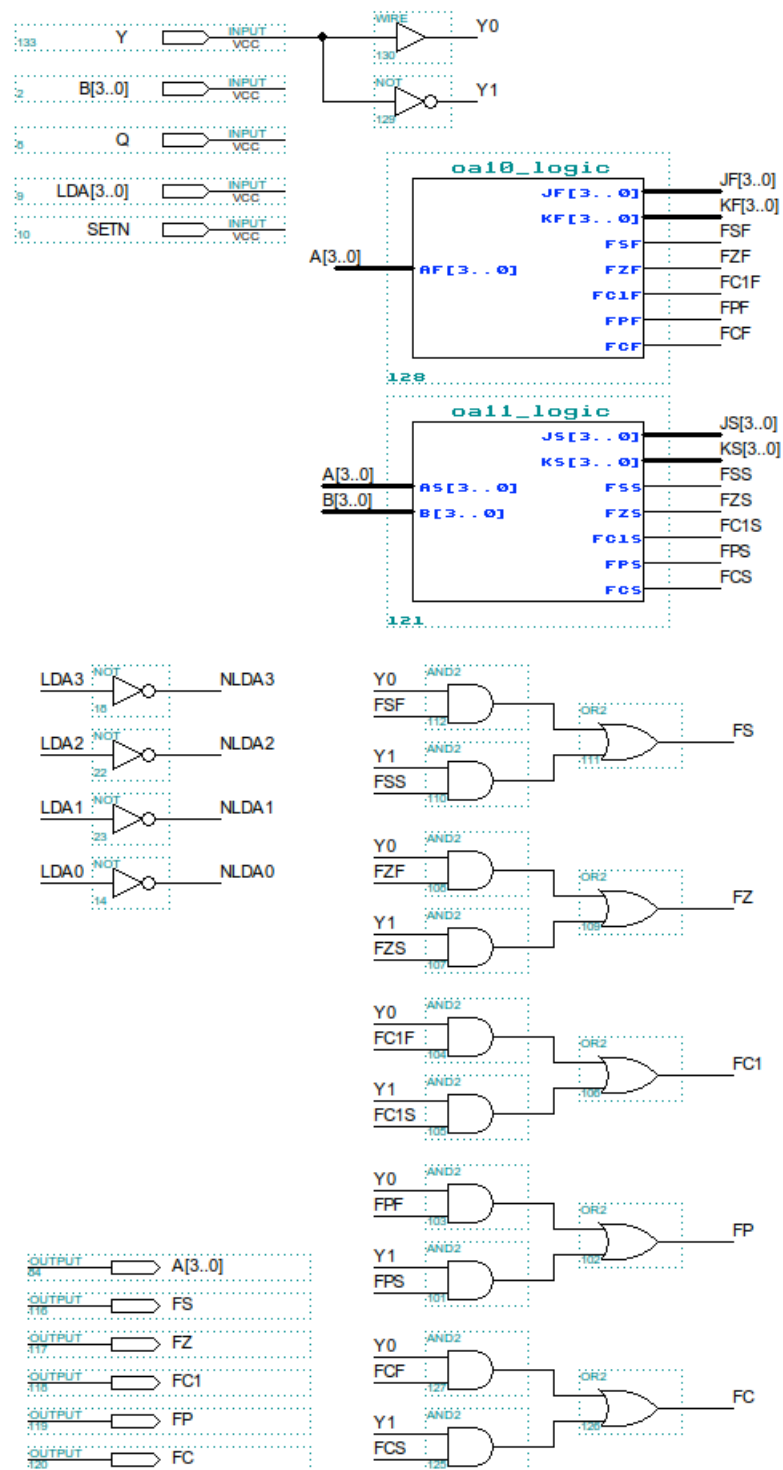 Y INPUT VCC 133
WIRE 130 Y0
B[3..0] INPUT VCC 2
NOT 129 Y1
Q INPUT VCC
LDA[3..0] INPUT VCC 9
SETN INPUT VCC 10
oa10_logic
A[3..0] AF[3..0]
JF[3..0] JF[3..0]
KF[3..0] KF[3..0]
FSF FSF
FZF FZF
FC1F FC1F
FPF FPF
FCF FCF
128
oa11_logic
A[3..0] AS[3..0]
B[3..0] B[3..0]
JS[3..0] JS[3..0]
KS[3..0] KS[3..0]
FSS FSS
FZS FZS
FC1S FC1S
FPS FPS
FCS FCS
121
LDA3 NOT NLDA3
LDA2 NOT 22 NLDA2
LDA1 NOT 23 NLDA1
LDA0 NOT 14 NLDA0
Y0 AND2
FSF 112
OR2 111 FS
Y1 AND2
FSS 110
Y0 AND2
FZF
OR2 109 FZ
Y1 AND2
FZS 107
Y0 AND2
FC1F 104
OR2 FC1
Y1 AND2
FC1S 105
Y0 AND2
FPF 103
OR2 102 FP
Y1 AND2
FPS 101
Y0 AND2
FCF 127
OR2 126 FC
Y1 AND2
FCS 125
OUTPUT A[3..0]
OUTPUT 116 FS
OUTPUT 117 FZ
OUTPUT 118 FC1
OUTPUT 119 FP
OUTPUT 120 FC